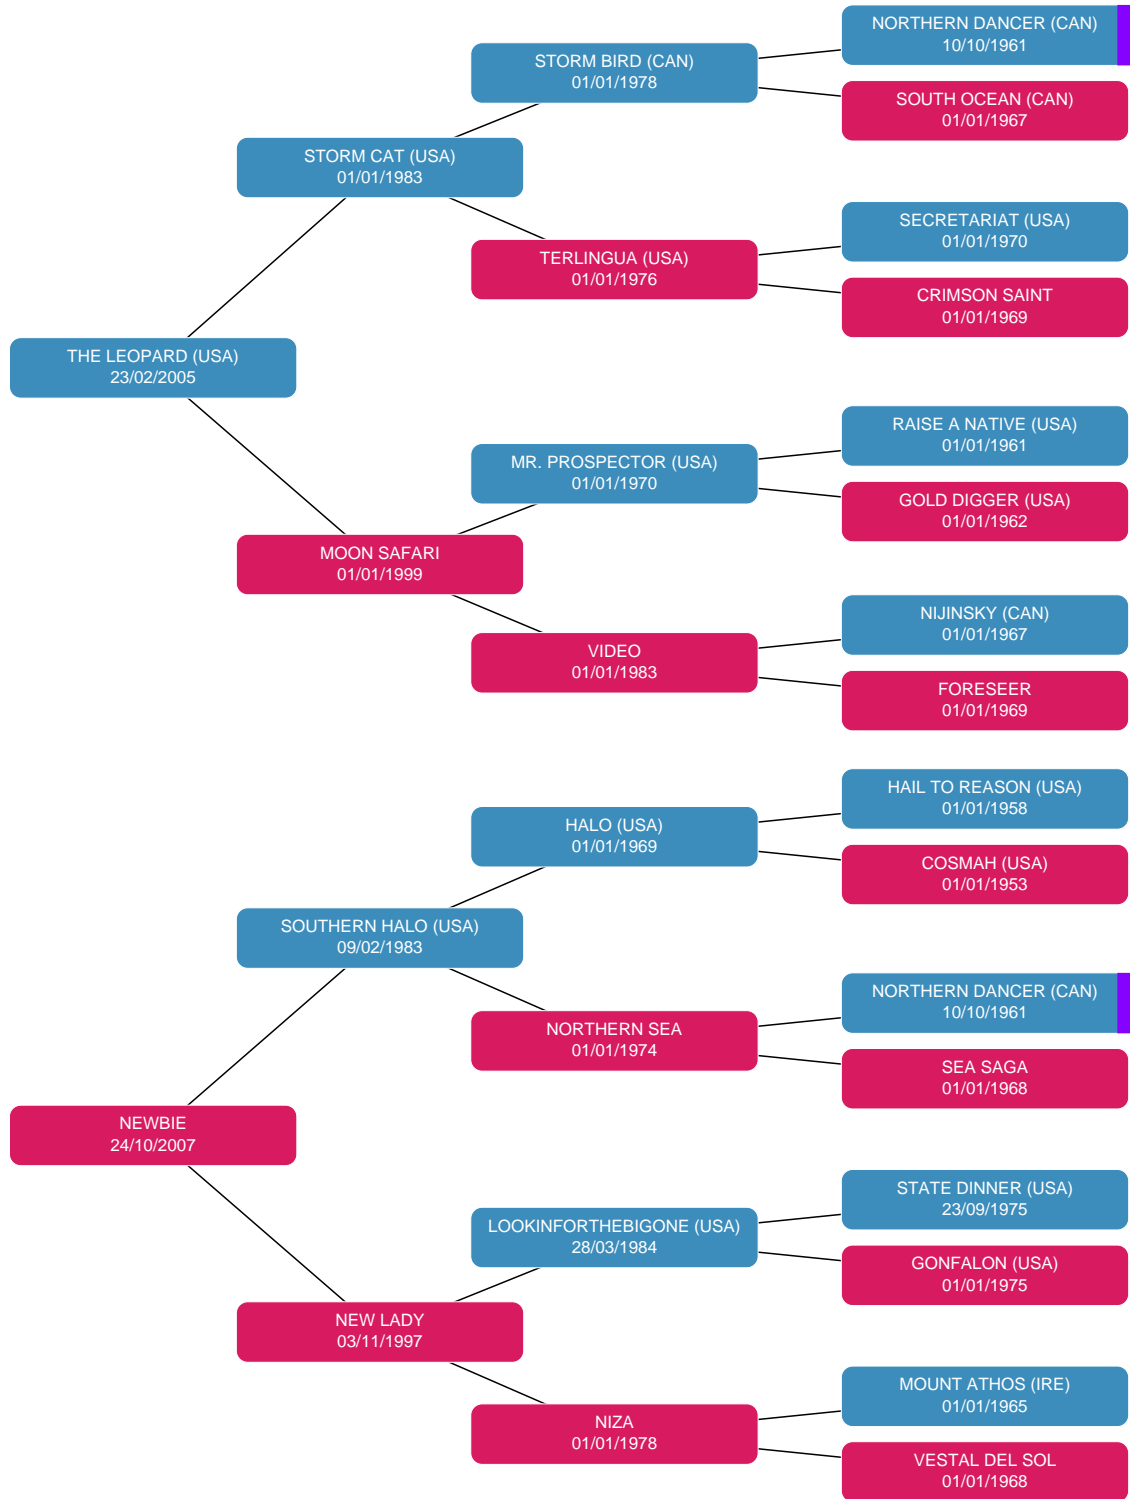 NORTHERN DANCER (CAN)
10/10/1961
STORM BIRD (CAN)
01/01/1978
SOUTH OCEAN (CAN)
01/01/1967
STORM CAT (USA)
01/01/1983
SECRETARIAT (USA)
01/01/1970
TERLINGUA (USA)
01/01/1976
CRIMSON SAINT
01/01/1969
THE LEOPARD (USA)
23/02/2005
RAISE A NATIVE (USA)
01/01/1961
MR. PROSPECTOR (USA)
01/01/1970
GOLD DIGGER (USA)
01/01/1962
MOON SAFARI
01/01/1999
NIJINSKY (CAN)
01/01/1967
VIDEO
01/01/1983
FORESEER
01/01/1969
HAIL TO REASON (USA)
01/01/1958
HALO (USA)
01/01/1969
COSMAH (USA)
01/01/1953
SOUTHERN HALO (USA)
09/02/1983
NORTHERN DANCER (CAN)
10/10/1961
NORTHERN SEA
01/01/1974
SEA SAGA
01/01/1968
NEWBIE
24/10/2007
STATE DINNER (USA)
23/09/1975
LOOKINFORTHEBIGONE (USA)
28/03/1984
GONFALON (USA)
01/01/1975
NEW LADY
03/11/1997
MOUNT ATHOS (IRE)
01/01/1965
NIZA
01/01/1978
VESTAL DEL SOL
01/01/1968